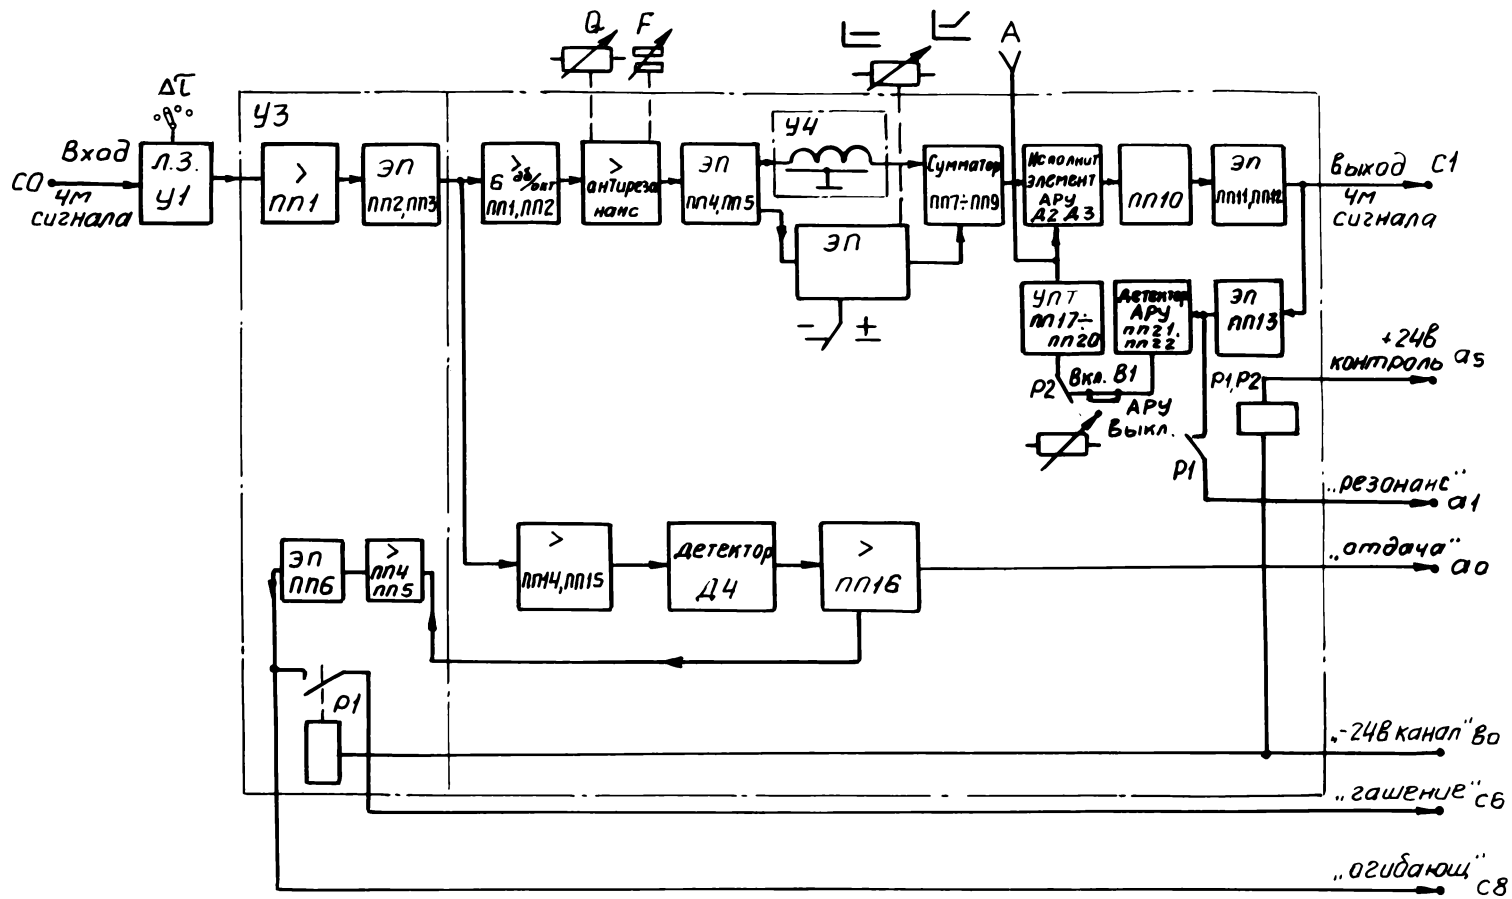 Q
F
A
Δτ
У3
Вход
С0
ЧМ
сигнала
Л.З.
У1
>
ПП1
ЭП
ПП2, ПП3
>
6 дб/окт
ПП1, ПП2
>
антиреза
нанс
ЭП
ПП4, ПП5
У4
Сумматор
ПП7÷ПП9
Исполнит
элемент
АРУ
Д2 Д3
ПП10
ЭП
ПП11, ПП12
выход С1
ЧМ
сигнала
ЭП
− ±
УПТ
ПП17÷
ПП20
Детектор
АРУ
ПП21.
ПП22
ЭП
ПП13
+24В
контроль а5
Р2
Вкл. В1
АРУ
Выкл.
Р1, Р2
Р1
„резонанс"
а1
ЭП
ПП6
>
ПП4
ПП5
>
ПП14, ПП15
Детектор
Д4
>
ПП16
„отдача"
а0
Р1
„-24В канал" В0
„гашение" С6
„огибающ"
С8